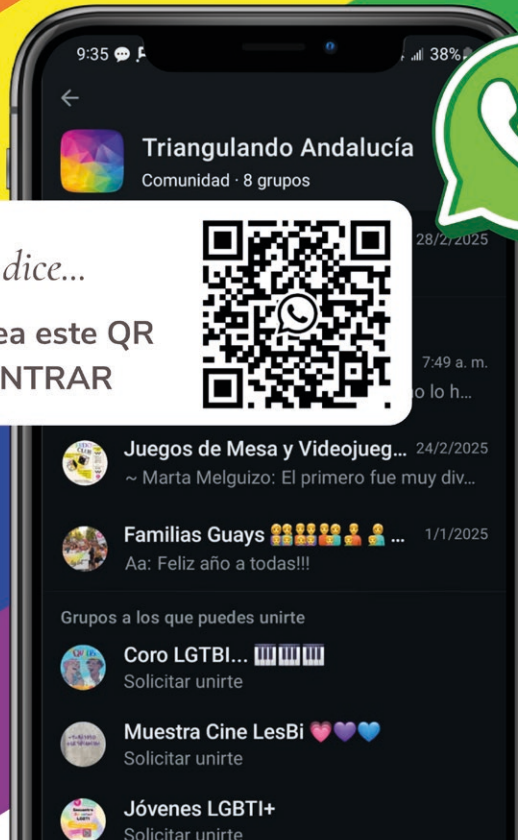 9:35
38%
Triangulando Andalucía
Comunidad · 8 grupos
28/2/2025
dice...
ea este QR
NTRAR
7:49 a. m.
o lo h...
Juegos de Mesa y Videojueg... 24/2/2025
~ Marta Melguizo: El primero fue muy div...
Familias Guays 👩‍👩‍👧‍👦 ... 1/1/2025
Aa: Feliz año a todas!!!
Grupos a los que puedes unirte
Coro LGTBI... 🎹🎹🎹
Solicitar unirte
Muestra Cine LesBi 💗💜💙
Solicitar unirte
Jóvenes LGBTI+
Solicitar unirte